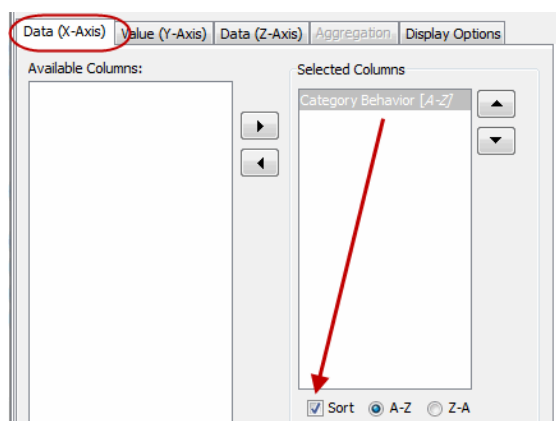 Data (X-Axis) Value (Y-Axis) Data (Z-Axis) Aggregation Display Options
Available Columns:
Selected Columns
Category Behavior [A-Z]
Sort A-Z Z-A